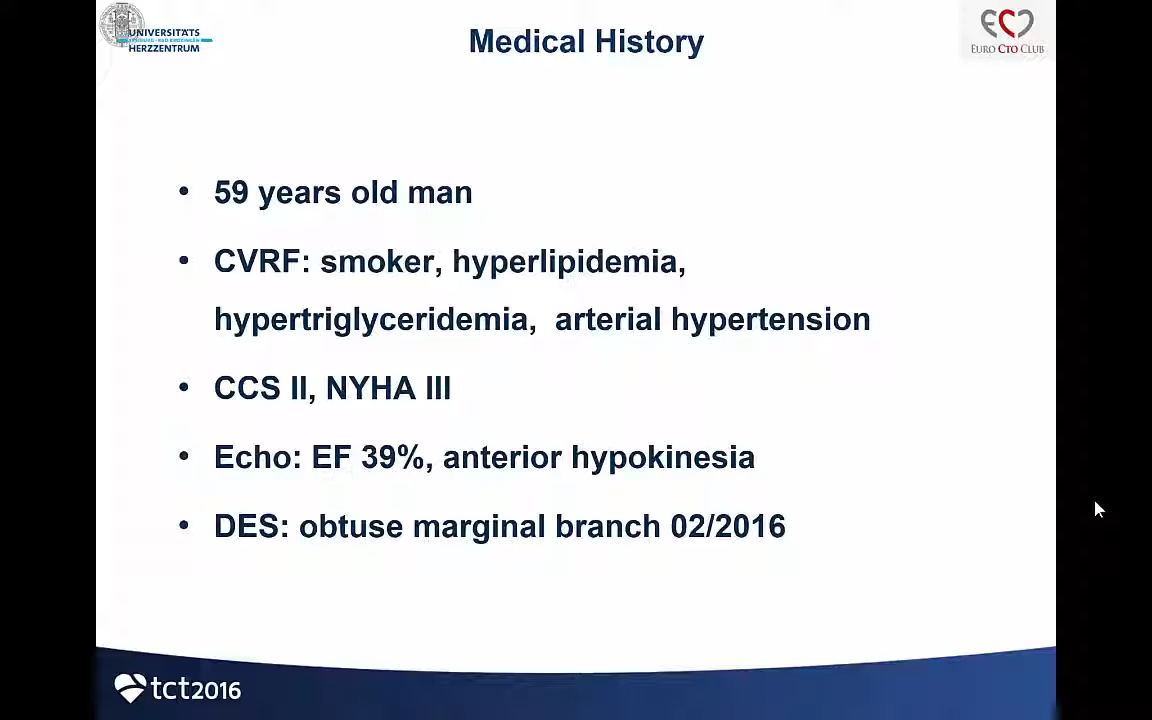 UNIVERSITÄTS
HERZZENTRUM
Medical History
EURO CTO CLUB
• 59 years old man
• CVRF: smoker, hyperlipidemia,
hypertriglyceridemia, arterial hypertension
• CCS II, NYHA III
• Echo: EF 39%, anterior hypokinesia
• DES: obtuse marginal branch 02/2016
tct2016